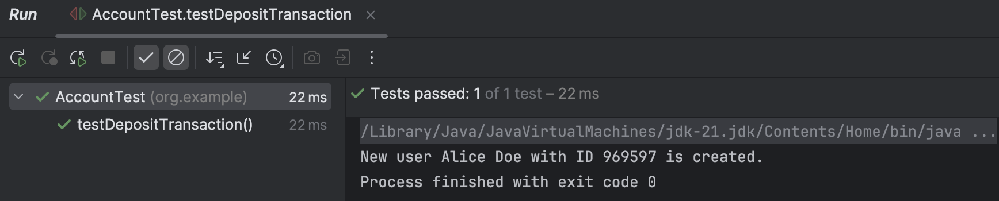 Run AccountTest.testDepositTransaction
AccountTest (org.example) 22 ms
testDepositTransaction() 22 ms
Tests passed: 1 of 1 test – 22 ms
/Library/Java/JavaVirtualMachines/jdk-21.jdk/Contents/Home/bin/java ...
New user Alice Doe with ID 969597 is created.
Process finished with exit code 0